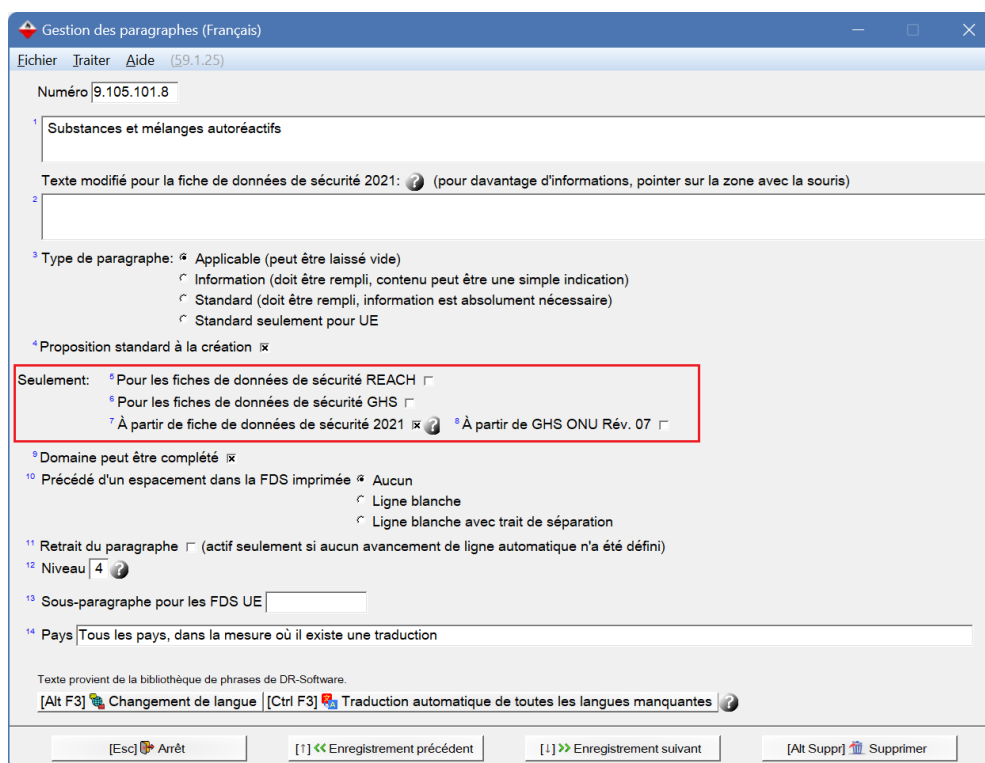 Gestion des paragraphes (Français)
Fichier Traiter Aide (59.1.25)
Numéro 9.105.101.8
1 Substances et mélanges autoréactifs
Texte modifié pour la fiche de données de sécurité 2021: ? (pour davantage d'informations, pointer sur la zone avec la souris)
2
3 Type de paragraphe: Applicable (peut être laissé vide)
Information (doit être rempli, contenu peut être une simple indication)
Standard (doit être rempli, information est absolument nécessaire)
Standard seulement pour UE
4 Proposition standard à la création
Seulement: 5 Pour les fiches de données de sécurité REACH
6 Pour les fiches de données de sécurité GHS
7 À partir de fiche de données de sécurité 2021 ? 8 À partir de GHS ONU Rév. 07
9 Domaine peut être complété
10 Précédé d'un espacement dans la FDS imprimée Aucun
Ligne blanche
Ligne blanche avec trait de séparation
11 Retrait du paragraphe (actif seulement si aucun avancement de ligne automatique n'a été défini)
12 Niveau 4 ?
13 Sous-paragraphe pour les FDS UE
14 Pays Tous les pays, dans la mesure où il existe une traduction
Texte provient de la bibliothèque de phrases de DR-Software.
[Alt F3] Changement de langue [Ctrl F3] Traduction automatique de toutes les langues manquantes ?
[Esc] Arrêt [↑] Enregistrement précédent [↓] Enregistrement suivant [Alt Suppr] Supprimer